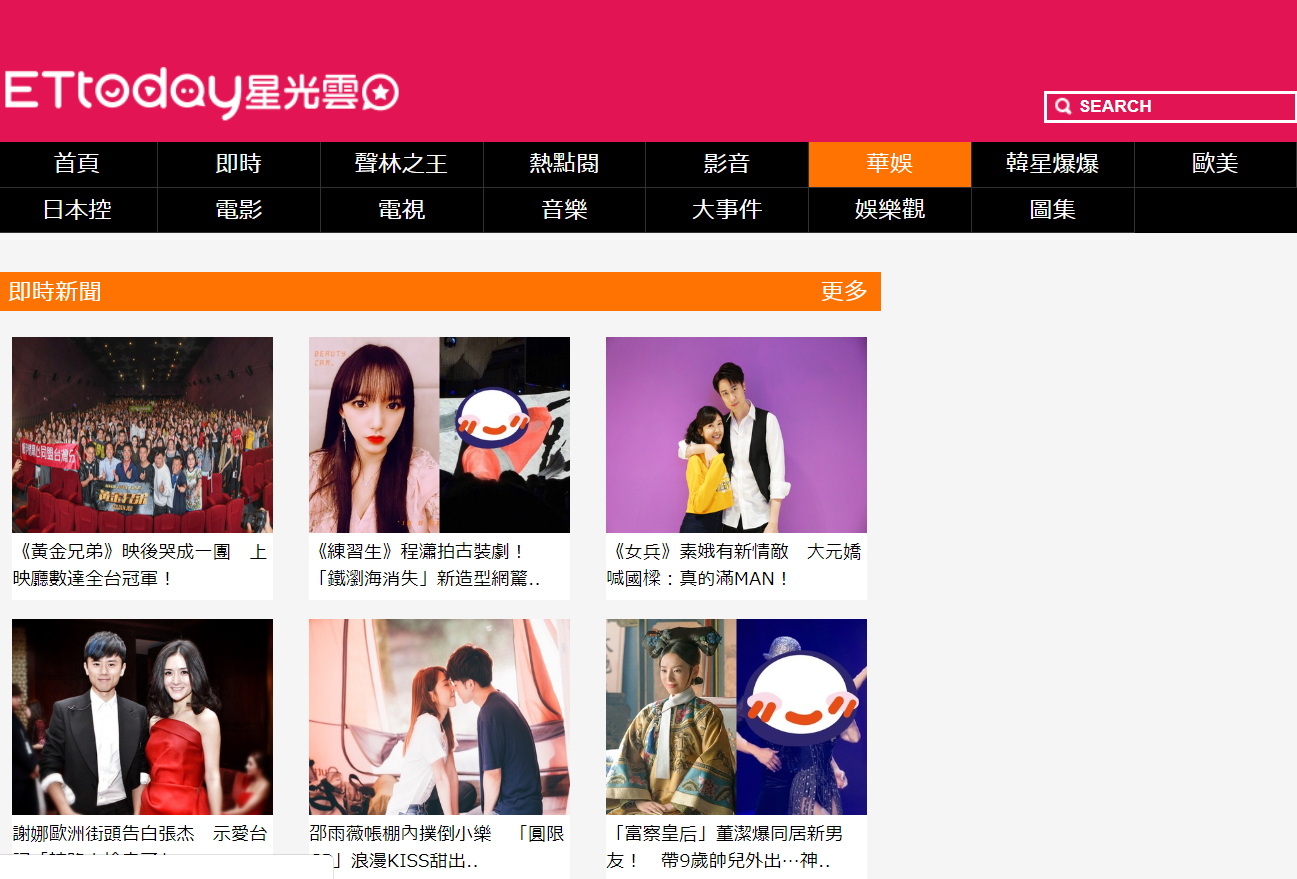 ETtoday星光雲
SEARCH
首頁 即時 聲林之王 熱點閱 影音 華娛 韓星爆爆 歐美
日本控 電影 電視 音樂 大事件 娛樂觀 圖集
即時新聞 更多
BEAUTY
CAM.
黃金兄弟
《黃金兄弟》映後哭成一團 上
映廳數達全台冠軍！
《練習生》程瀟拍古裝劇！
「鐵瀏海消失」新造型網驚..
《女兵》素娥有新情敵 大元嬌
喊國樑：真的滿MAN！
謝娜歐洲街頭告白張杰 示愛台
邵雨薇帳棚內撲倒小樂 「圓限
」浪漫KISS甜出..
「富察皇后」董潔爆同居新男
友！ 帶9歲帥兒外出…神..